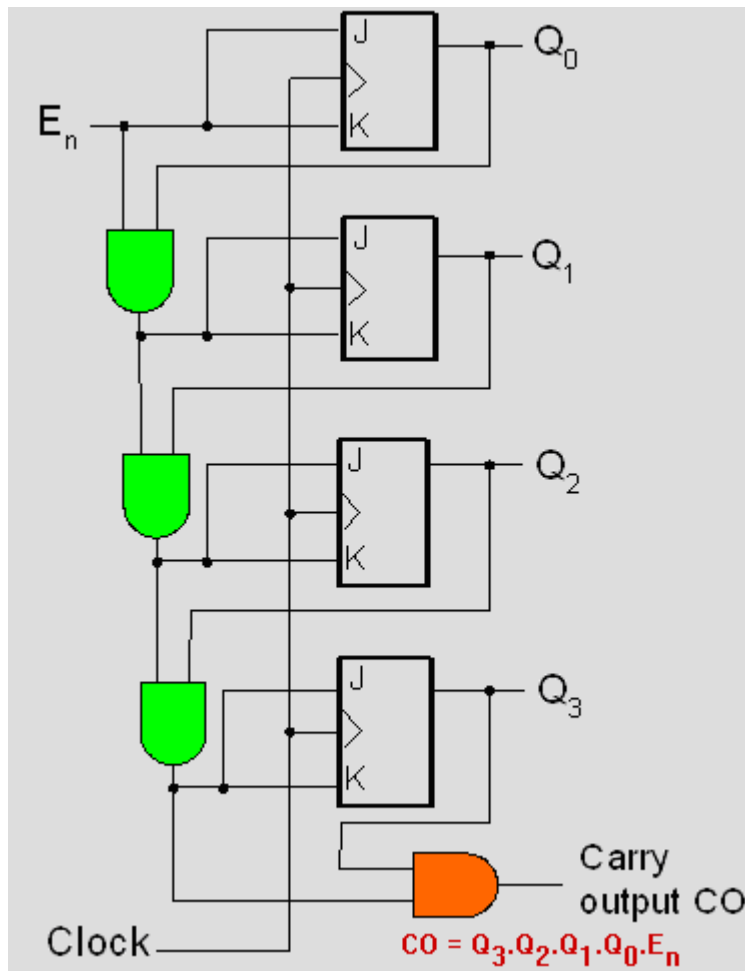 J
Q₀
Eₙ
K
J
Q₁
K
J
Q₂
K
J
Q₃
K
Carry
output CO
Clock
CO = Q₃.Q₂.Q₁.Q₀.Eₙ